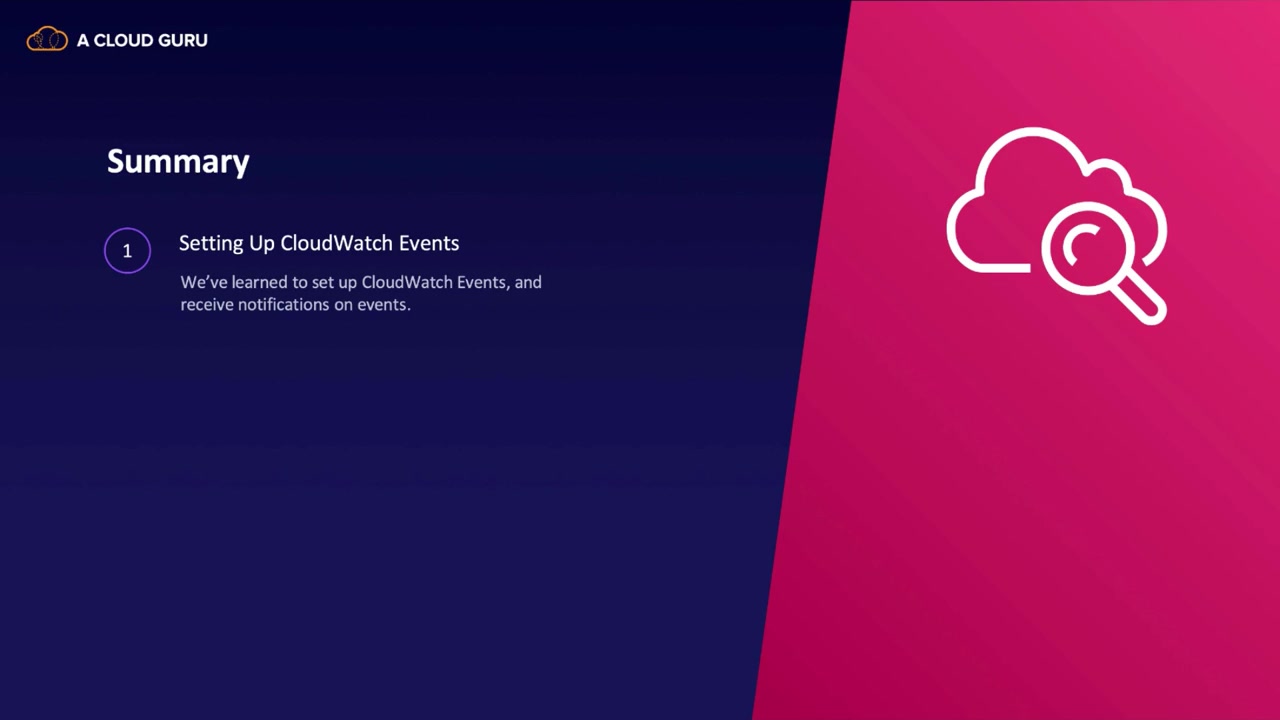 A CLOUD GURU
Summary
1
Setting Up CloudWatch Events
We’ve learned to set up CloudWatch Events, and
receive notifications on events.